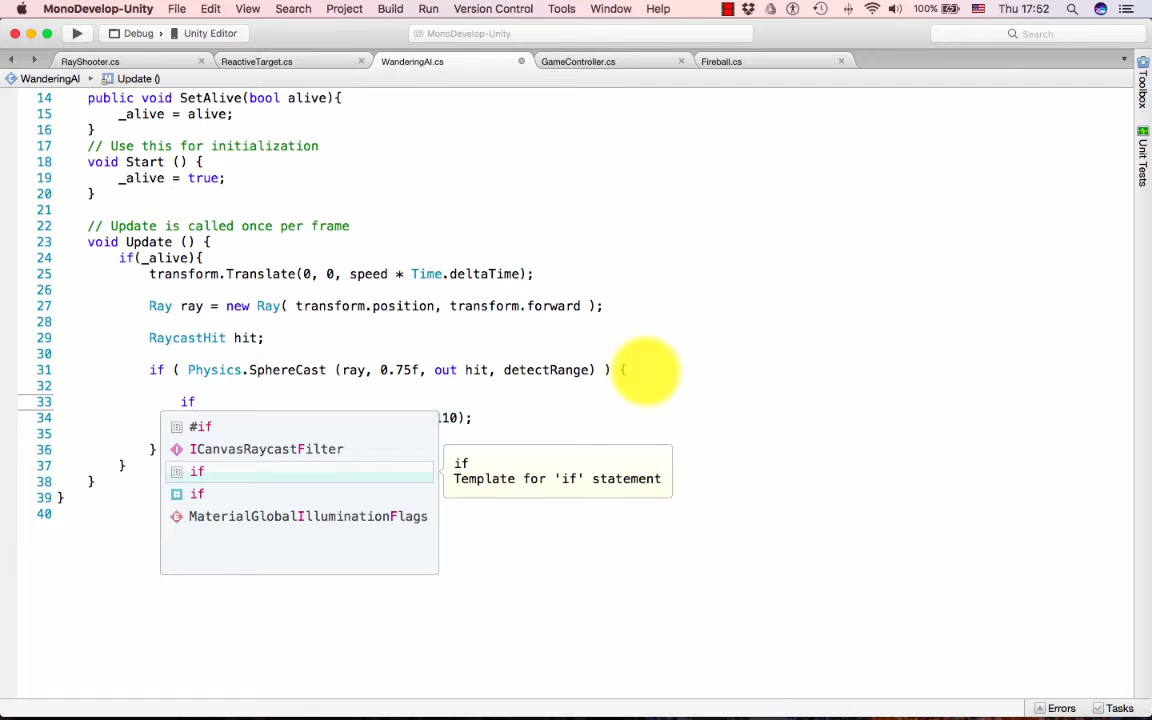 MonoDevelop-Unity File Edit View Search Project Build Run Version Control Tools Window Help 100% Thu 17:52
Debug › Unity Editor MonoDevelop-Unity Search
RayShooter.cs × ReactiveTarget.cs × WanderingAI.cs GameController.cs × Fireball.cs ×
WanderingAI ▸ Update ()
Toolbox
Unit Tests
14 public void SetAlive(bool alive){
15 _alive = alive;
16 }
17 // Use this for initialization
18 void Start () {
19 _alive = true;
20 }
21
22 // Update is called once per frame
23 void Update () {
24 if(_alive){
25 transform.Translate(0, 0, speed * Time.deltaTime);
26
27 Ray ray = new Ray( transform.position, transform.forward );
28
29 RaycastHit hit;
30
31 if ( Physics.SphereCast (ray, 0.75f, out hit, detectRange) ) {
32
33 if
34 110);
35
36 }
37 }
38 }
39 }
40
#if
ICanvasRaycastFilter
if
if
MaterialGlobalIlluminationFlags
if
Template for 'if' statement
Errors Tasks